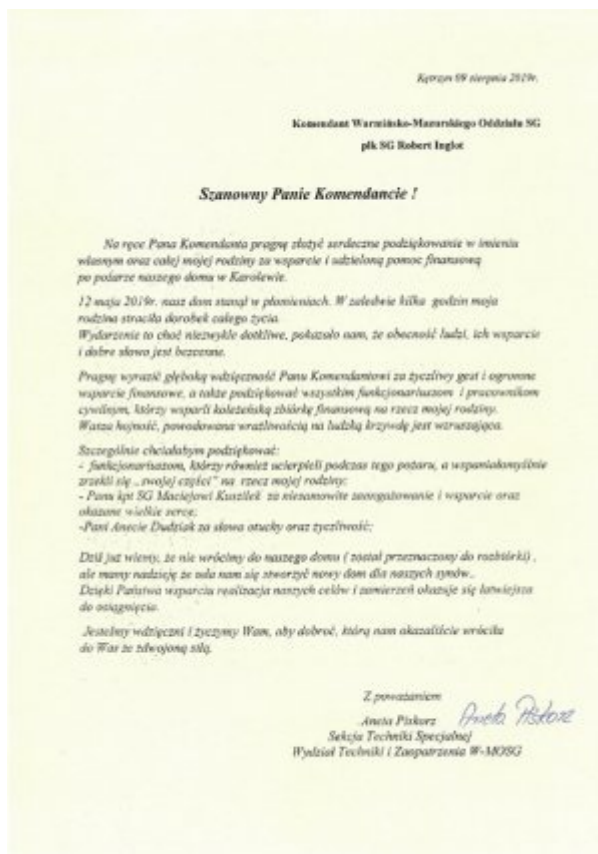 Kętrzyn 09 sierpnia 2019r.
Komendant Warmińsko-Mazurskiego Oddziału SG
płk SG Robert Inglot
Szanowny Panie Komendancie !
Na ręce Pana Komendanta pragnę złożyć serdeczne podziękowanie w imieniu
własnym oraz całej mojej rodziny za wsparcie i udzieloną pomoc finansową
po pożarze naszego domu w Karolewie.
12 maja 2019r. nasz dom stanął w płomieniach. W zaledwie kilka godzin moja
rodzina straciła dorobek całego życia.
Wydarzenie to choć niezwykle dotkliwe, pokazało nam, że obecność ludzi, ich wsparcie
i dobre słowo jest bezcenne.
Pragnę wyrazić głęboką wdzięczność Panu Komendantowi za życzliwy gest i ogromne
wsparcie finansowe, a także podziękować wszystkim funkcjonariuszom i pracownikom
cywilnym, którzy wsparli koleżeńską zbiórkę finansową na rzecz mojej rodziny.
Wasza hojność, powodowana wrażliwością na ludzką krzywdę jest wzruszająca.
Szczególnie chciałabym podziękować:
- funkcjonariuszom, którzy również ucierpieli podczas tego pożaru, a wspaniałomyślnie
zrzekli się „swojej części" na rzecz mojej rodziny;
- Panu kpt SG Maciejowi Kuszilek za niesamowite zaangażowanie i wsparcie oraz
okazane wielkie serce;
-Pani Anecie Dudziak za słowa otuchy oraz życzliwość;
Dziś już wiemy, że nie wrócimy do naszego domu ( został przeznaczony do rozbiórki) ,
ale mamy nadzieję że uda nam się stworzyć nowy dom dla naszych synów..
Dzięki Państwa wsparciu realizacja naszych celów i zamierzeń okazuje się łatwiejsza
do osiągnięcia.
Jesteśmy wdzięczni i życzymy Wam, aby dobroć, którą nam okazaliście wróciła
do Was ze zdwojoną siłą.
Z poważaniem
Aneta Piskorz Aneta Piskorz
Sekcja Techniki Specjalnej
Wydział Techniki i Zaopatrzenia W-MOSG